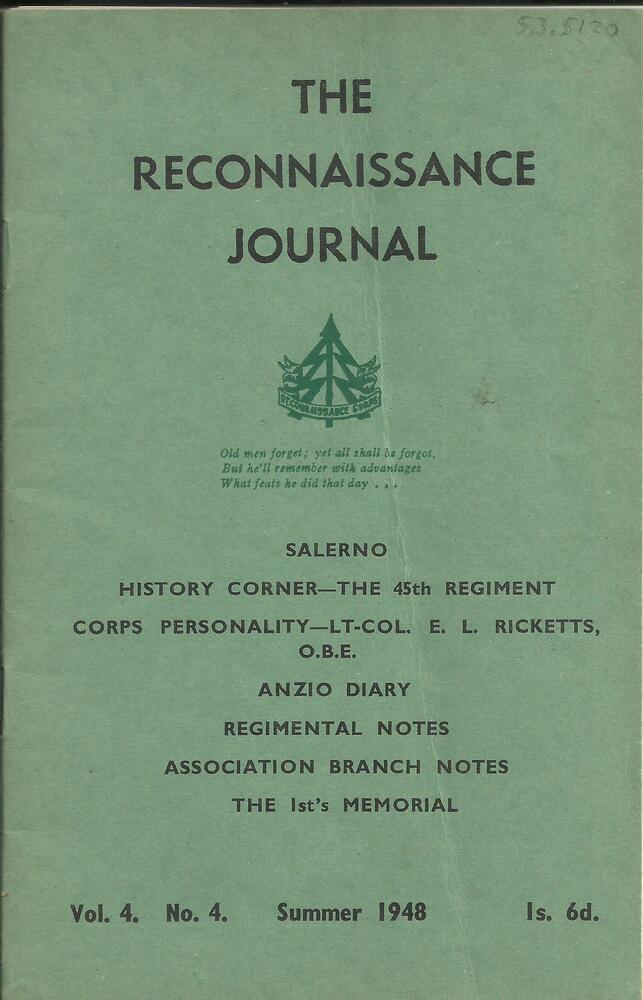 53.5120
THE
RECONNAISSANCE
JOURNAL
RECONNAISSANCE CORPS
Old men forget; yet all shall be forgot,
But he'll remember with advantages
What feats he did that day . . .
SALERNO
HISTORY CORNER—THE 45th REGIMENT
CORPS PERSONALITY—LT-COL. E. L. RICKETTS,
O.B.E.
ANZIO DIARY
REGIMENTAL NOTES
ASSOCIATION BRANCH NOTES
THE 1st's MEMORIAL
Vol. 4. No. 4. Summer 1948 1s. 6d.